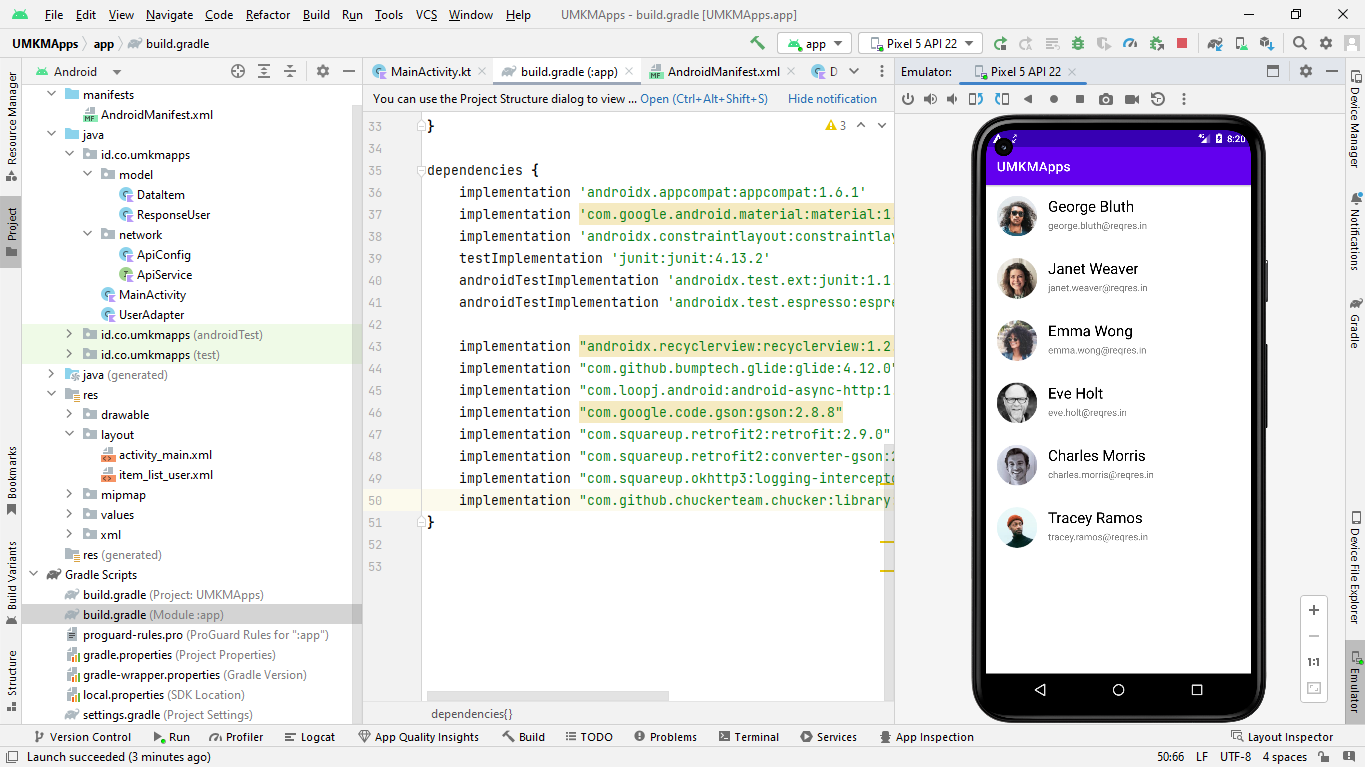 File Edit View Navigate Code Refactor Build Run Tools VCS Window Help UMKMApps - build.gradle [UMKMApps.app]
UMKMApps app build.gradle
app Pixel 5 API 22
Android
MainActivity.kt build.gradle (:app) AndroidManifest.xml D
Emulator: Pixel 5 API 22
You can use the Project Structure dialog to view ... Open (Ctrl+Alt+Shift+S) Hide notification
Resource Manager
Project
Bookmarks
Build Variants
Structure
manifests
AndroidManifest.xml
java
id.co.umkmapps
model
DataItem
ResponseUser
network
ApiConfig
ApiService
MainActivity
UserAdapter
id.co.umkmapps (androidTest)
id.co.umkmapps (test)
java (generated)
res
drawable
layout
activity_main.xml
item_list_user.xml
mipmap
values
xml
res (generated)
Gradle Scripts
build.gradle (Project: UMKMApps)
build.gradle (Module :app)
proguard-rules.pro (ProGuard Rules for ":app")
gradle.properties (Project Properties)
gradle-wrapper.properties (Gradle Version)
local.properties (SDK Location)
settings.gradle (Project Settings)
33 }
3
34
35 dependencies {
36 implementation 'androidx.appcompat:appcompat:1.6.1'
37 implementation 'com.google.android.material:material:1
38 implementation 'androidx.constraintlayout:constraintlay
39 testImplementation 'junit:junit:4.13.2'
40 androidTestImplementation 'androidx.test.ext:junit:1.1
41 androidTestImplementation 'androidx.test.espresso:espre
42
43 implementation "androidx.recyclerview:recyclerview:1.2
44 implementation "com.github.bumptech.glide:glide:4.12.0"
45 implementation "com.loopj.android:android-async-http:1
46 implementation "com.google.code.gson:gson:2.8.8"
47 implementation "com.squareup.retrofit2:retrofit:2.9.0"
48 implementation "com.squareup.retrofit2:converter-gson:2
49 implementation "com.squareup.okhttp3:logging-intercepto
50 implementation "com.github.chuckerteam.chucker:library
51 }
52
53
dependencies{}
8:20
UMKMApps
George Bluth
george.bluth@reqres.in
Janet Weaver
janet.weaver@reqres.in
Emma Wong
emma.wong@reqres.in
Eve Holt
eve.holt@reqres.in
Charles Morris
charles.morris@reqres.in
Tracey Ramos
tracey.ramos@reqres.in
1:1
Device Manager
Notifications
Gradle
Device File Explorer
Emulator
Version Control Run Profiler Logcat App Quality Insights Build TODO Problems Terminal Services App Inspection Layout Inspector
Launch succeeded (3 minutes ago) 50:66 LF UTF-8 4 spaces